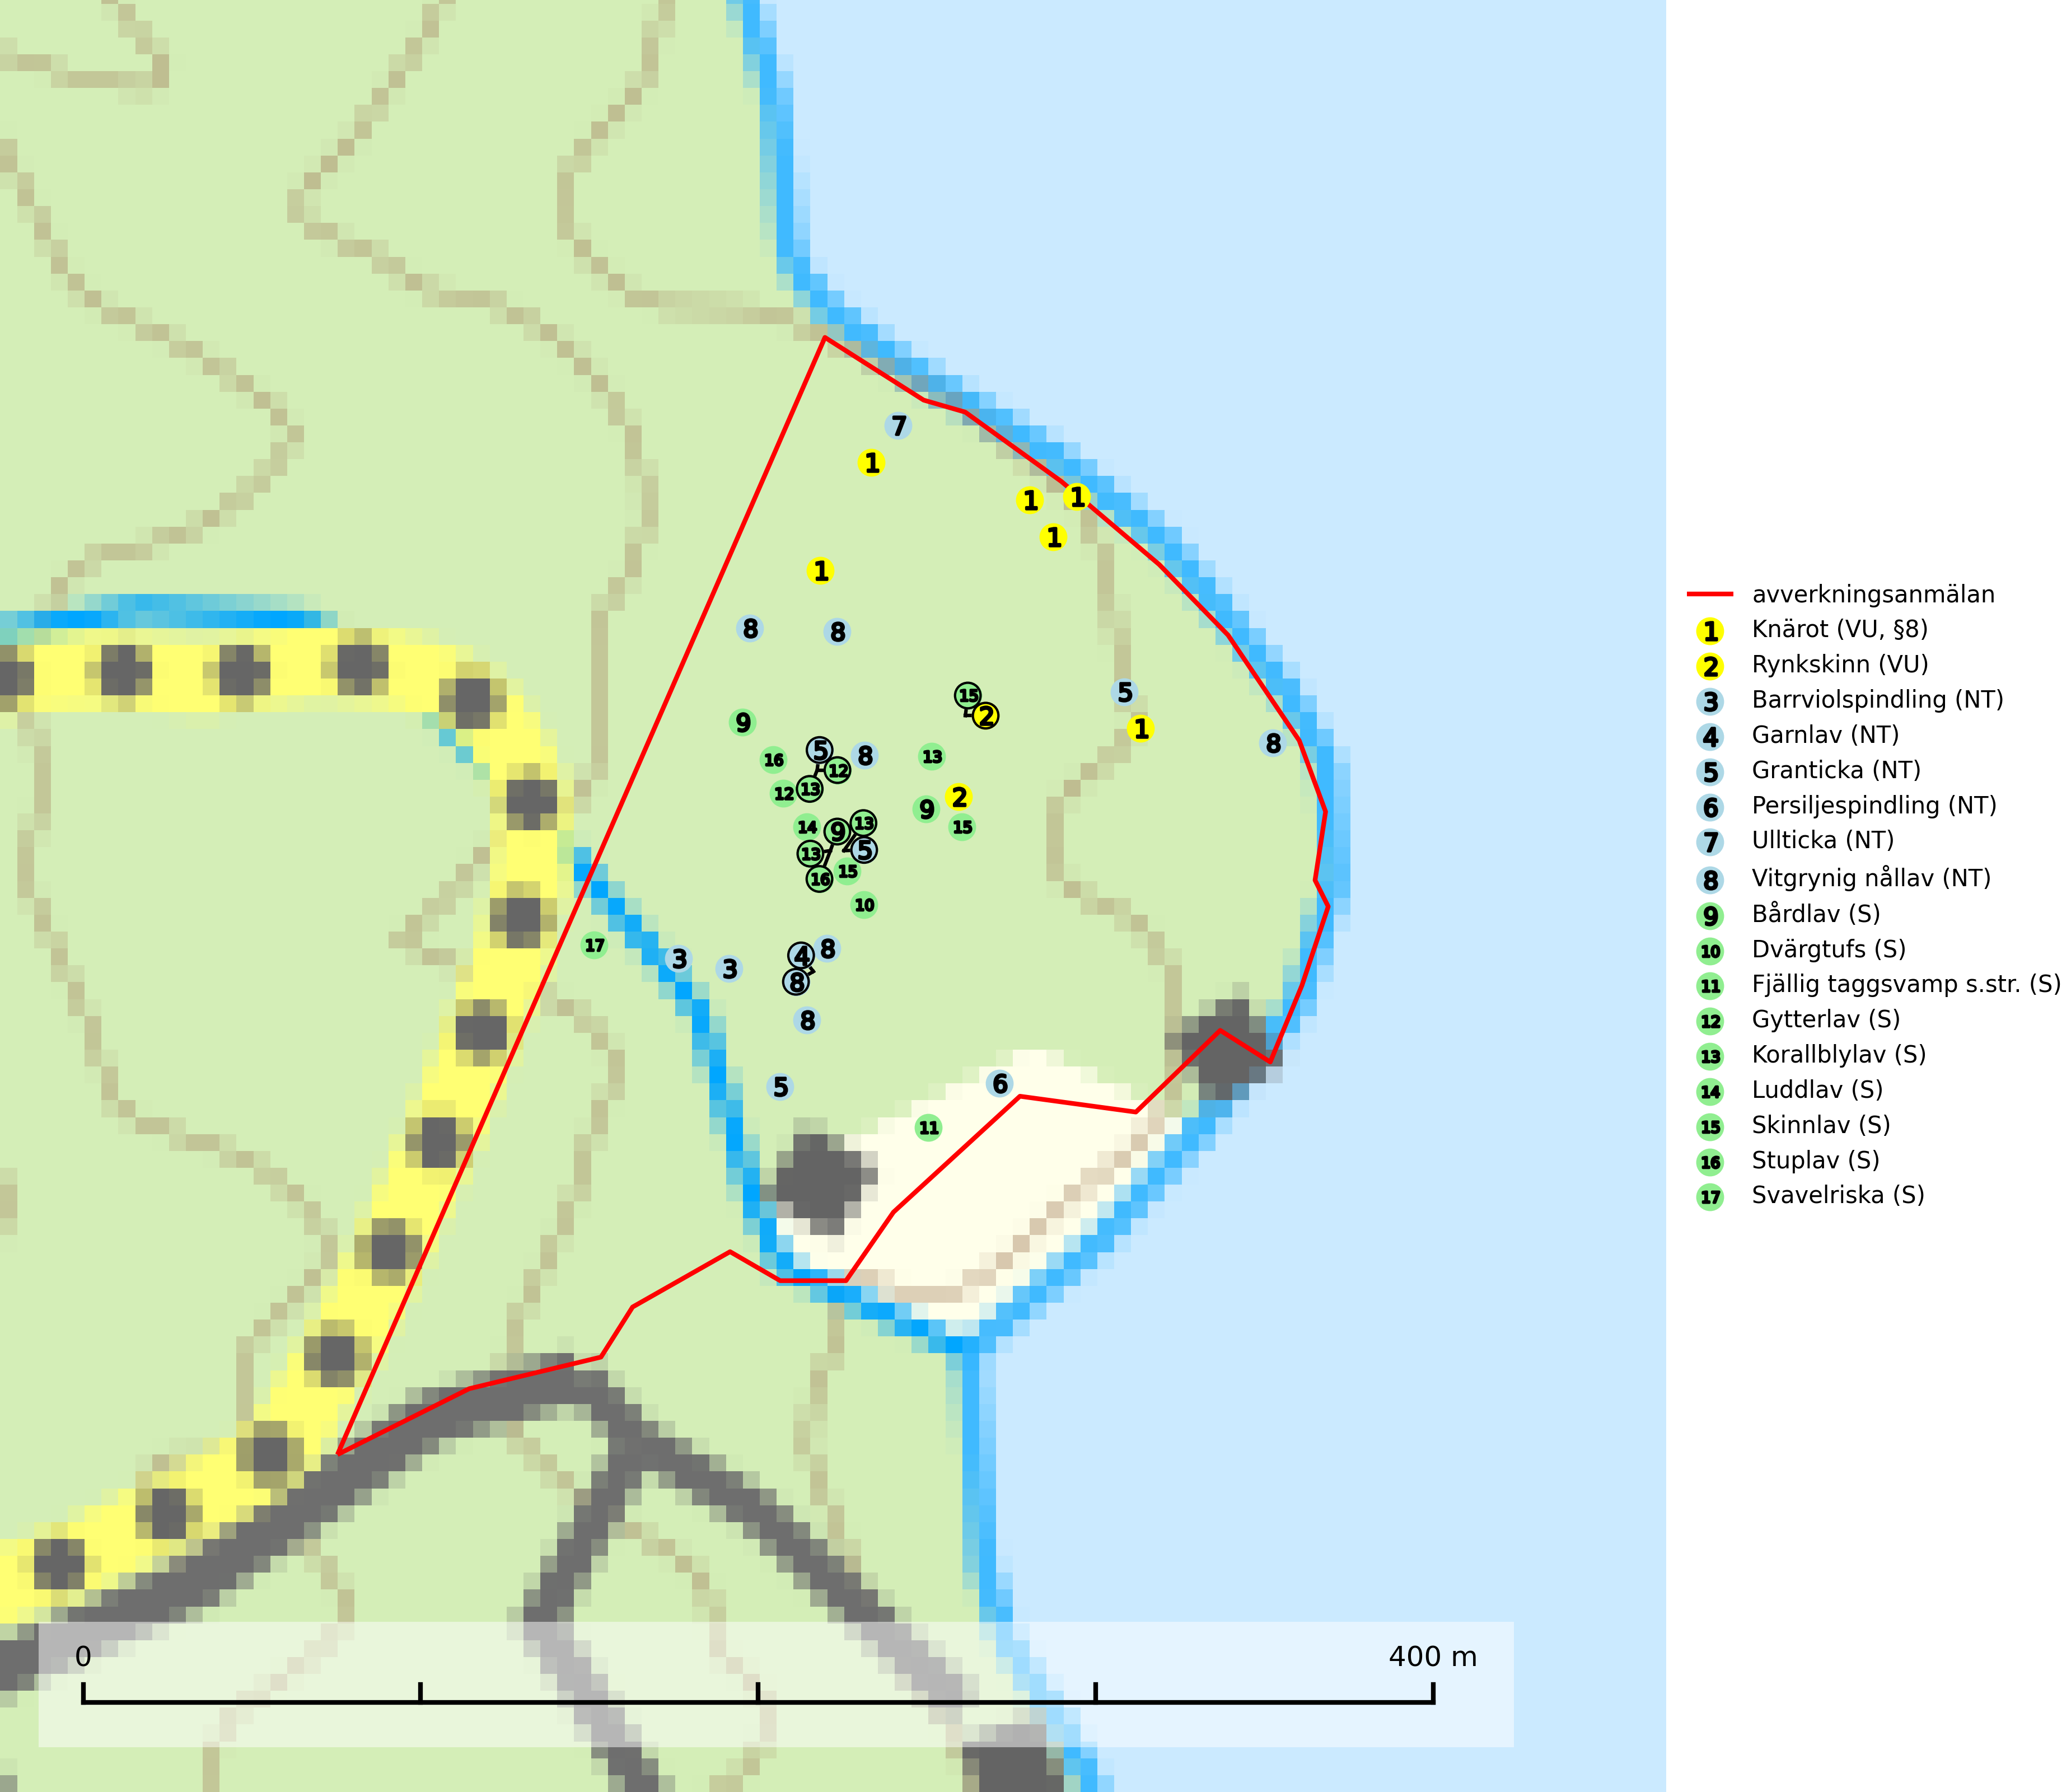 7
1
1
1
1
1
8
8
15
2
5
1
8
9
16
5
8
12
13
12
13
9
2
15
14
9
13
13
5
16
15
10
17
3
3
4
8
8
8
5
6
11
0
400 m
avverkningsanmälan
1 Knärot (VU, §8)
2 Rynkskinn (VU)
3 Barrviolspindling (NT)
4 Garnlav (NT)
5 Granticka (NT)
6 Persiljespindling (NT)
7 Ullticka (NT)
8 Vitgrynig nållav (NT)
9 Bårdlav (S)
10 Dvärgtufs (S)
11 Fjällig taggsvamp s.str. (S)
12 Gytterlav (S)
13 Korallblylav (S)
14 Luddlav (S)
15 Skinnlav (S)
16 Stuplav (S)
17 Svavelriska (S)